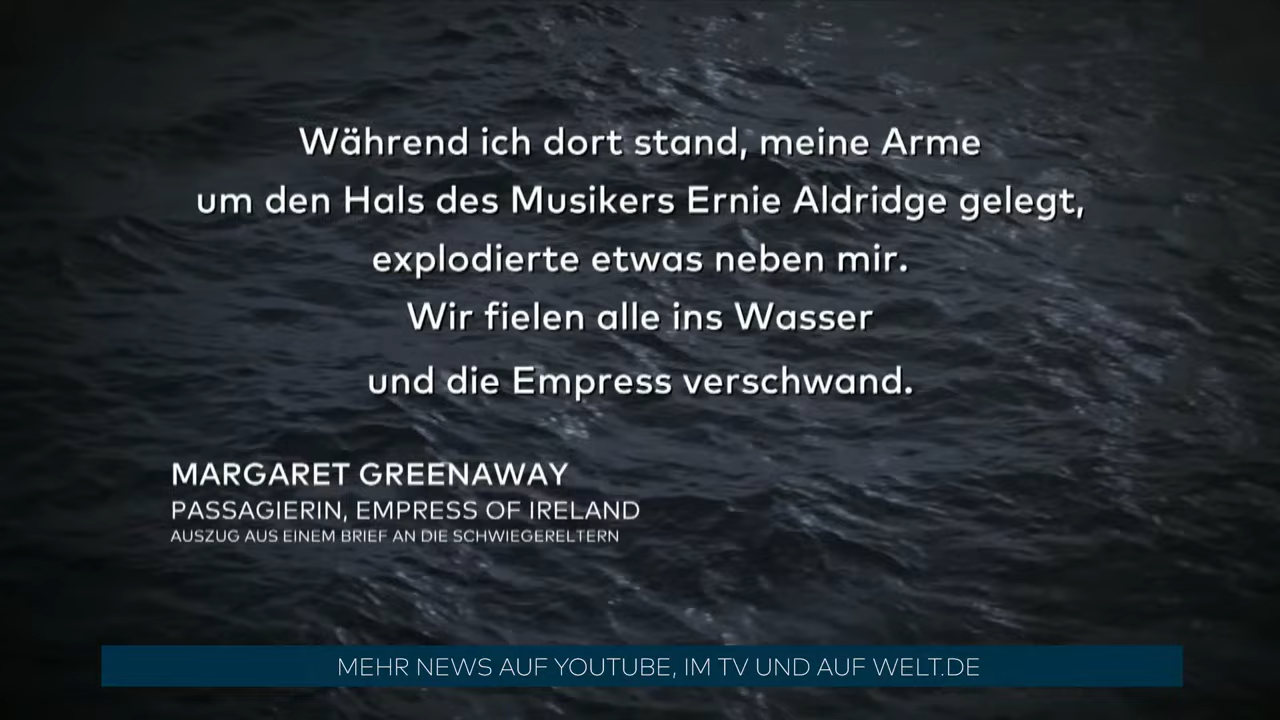 Während ich dort stand, meine Arme
um den Hals des Musikers Ernie Aldridge gelegt,
explodierte etwas neben mir.
Wir fielen alle ins Wasser
und die Empress verschwand.
MARGARET GREENAWAY
PASSAGIERIN, EMPRESS OF IRELAND
AUSZUG AUS EINEM BRIEF AN DIE SCHWIEGERELTERN
MEHR NEWS AUF YOUTUBE, IM TV UND AUF WELT.DE